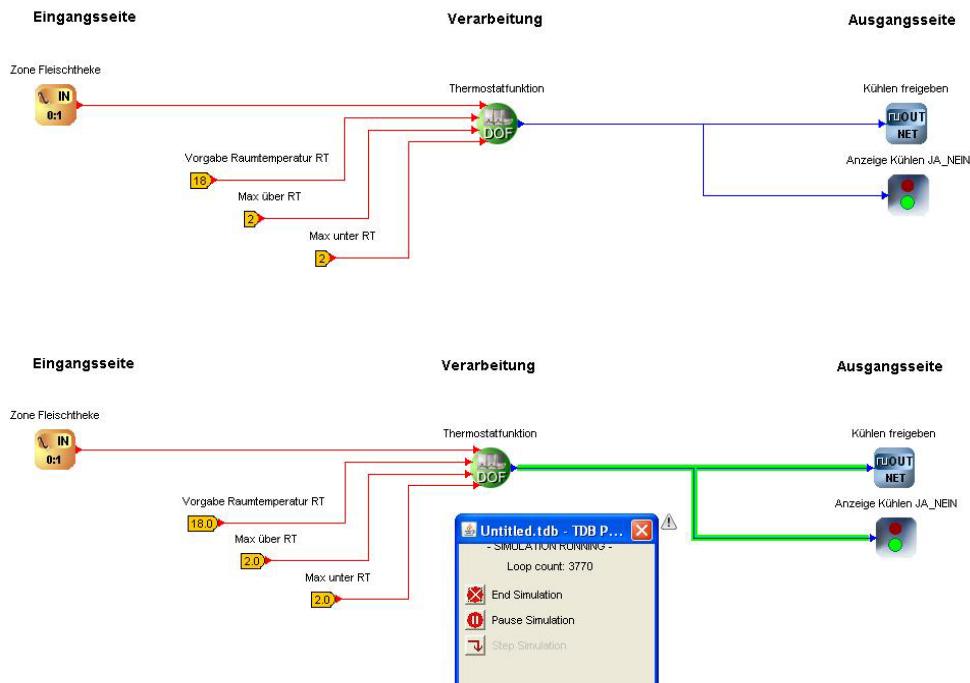 Eingangsseite
Verarbeitung
Ausgangsseite
Zone Fleischtheke
IN
0:1
Thermostatfunktion
DOF
Kühlen freigeben
OUT
NET
Vorgabe Raumtemperatur RT
18
Anzeige Kühlen JA_NEIN
Max über RT
2
Max unter RT
2
Eingangsseite
Verarbeitung
Ausgangsseite
Zone Fleischtheke
IN
0:1
Thermostatfunktion
DOF
Kühlen freigeben
OUT
NET
Vorgabe Raumtemperatur RT
18.0
Anzeige Kühlen JA_NEIN
Max über RT
2.0
Max unter RT
2.0
Untitled.tdb - TDB P...
- SIMULATION RUNNING -
Loop count: 3770
End Simulation
Pause Simulation
Step Simulation